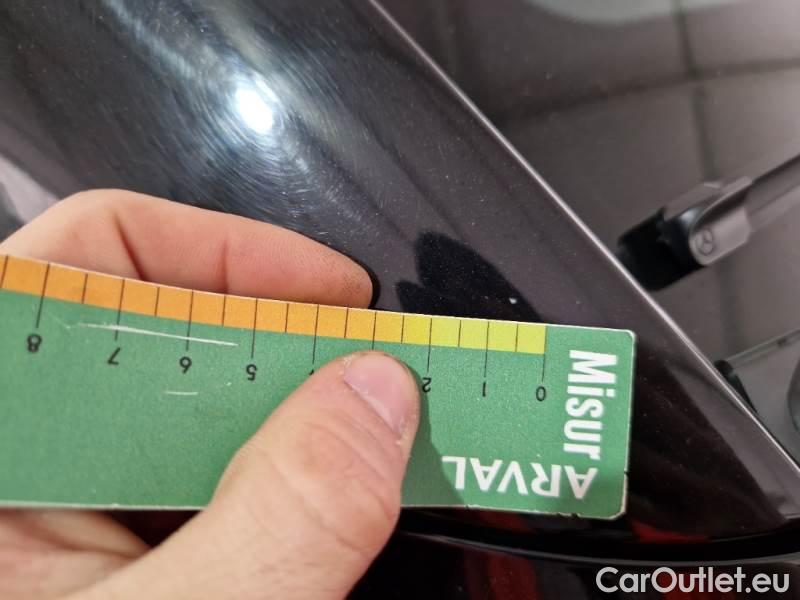 8 7 6 5 2 1 0
Misur
ARVAL
CarOutlet.eu